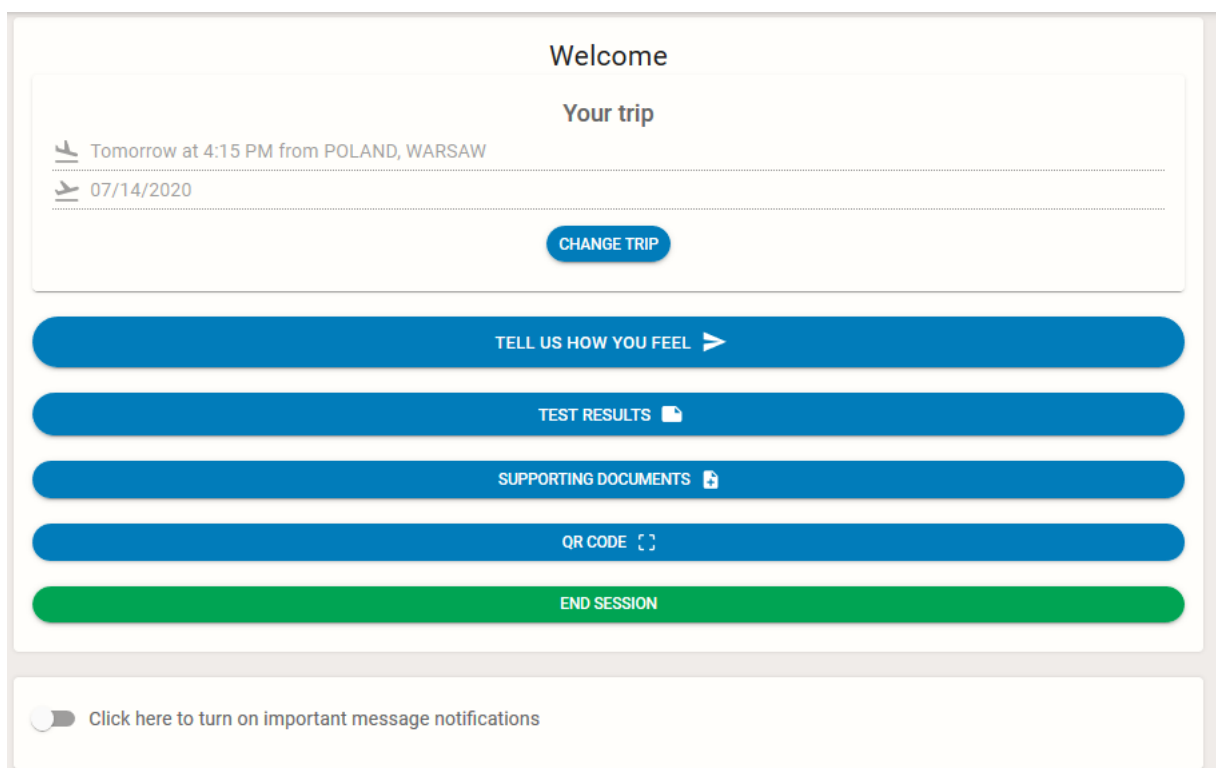 Welcome
Your trip
Tomorrow at 4:15 PM from POLAND, WARSAW
07/14/2020
CHANGE TRIP
TELL US HOW YOU FEEL
TEST RESULTS
SUPPORTING DOCUMENTS
QR CODE
END SESSION
Click here to turn on important message notifications